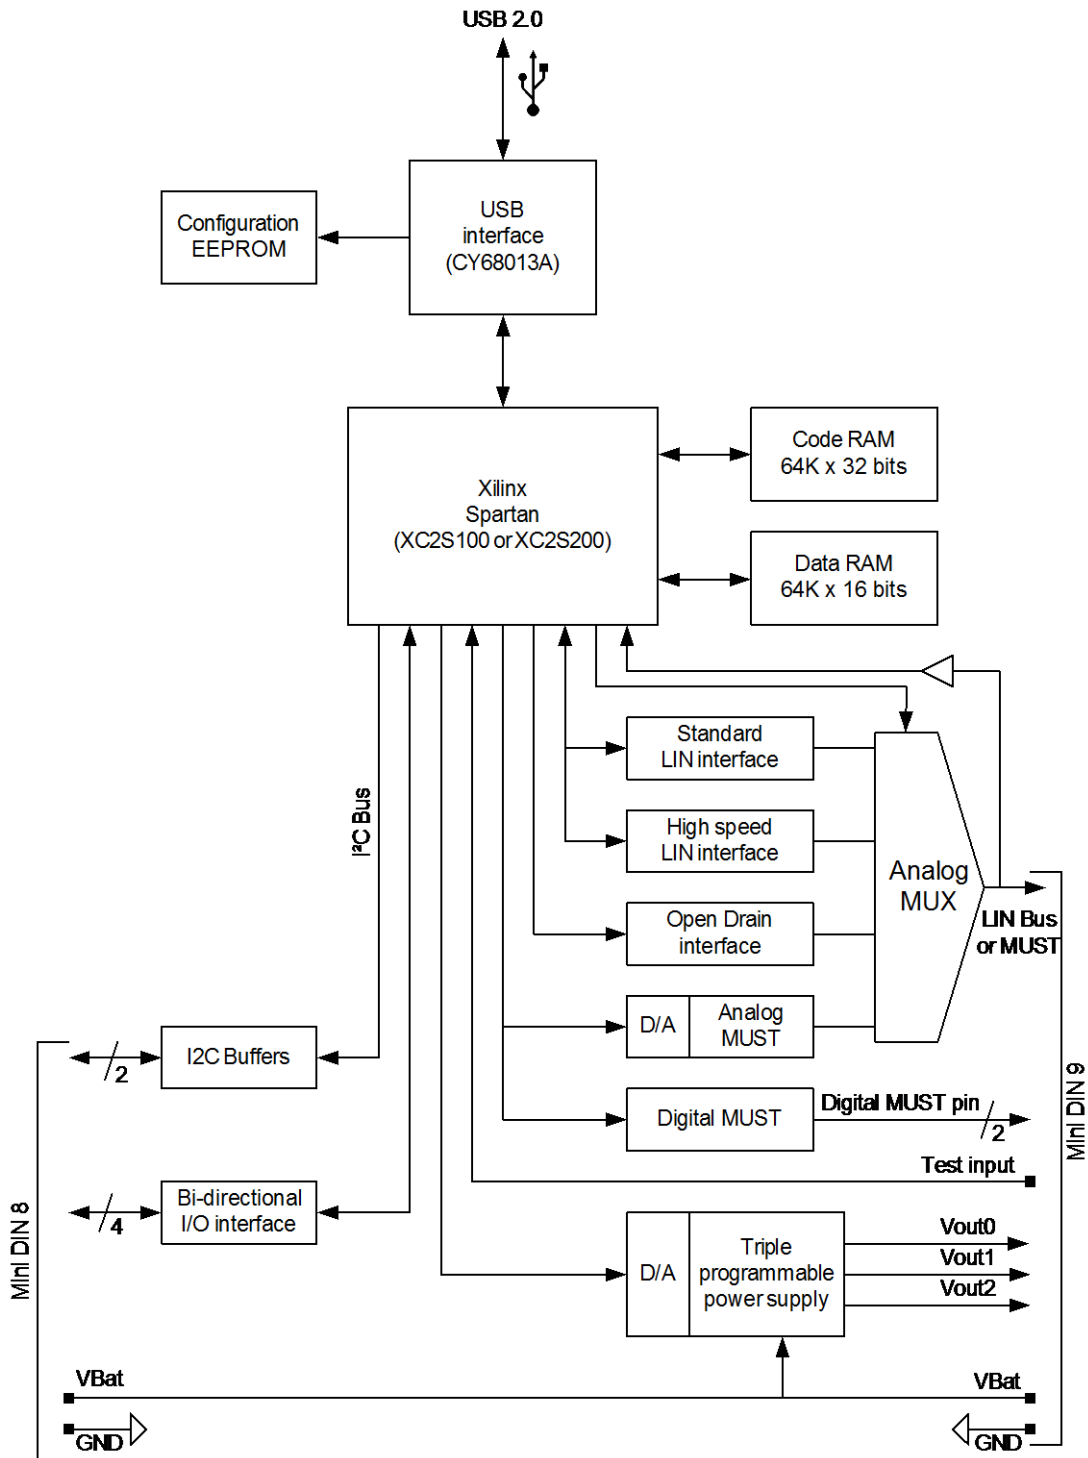 USB 2.0
USB
interface
(CY68013A)
Configuration
EEPROM
Xilinx
Spartan
(XC2S100 or XC2S200)
Code RAM
64K x 32 bits
Data RAM
64K x 16 bits
Standard
LIN interface
High speed
LIN interface
Open Drain
interface
D/A
Analog
MUST
Analog
MUX
LIN Bus
or MUST
I²C Bus
I2C Buffers
2
Digital MUST
Digital MUST pin
2
Test input
Bi-directional
I/O interface
4
D/A
Triple
programmable
power supply
Vout0
Vout1
Vout2
Mini DIN 8
Mini DIN 9
VBat
VBat
GND
GND